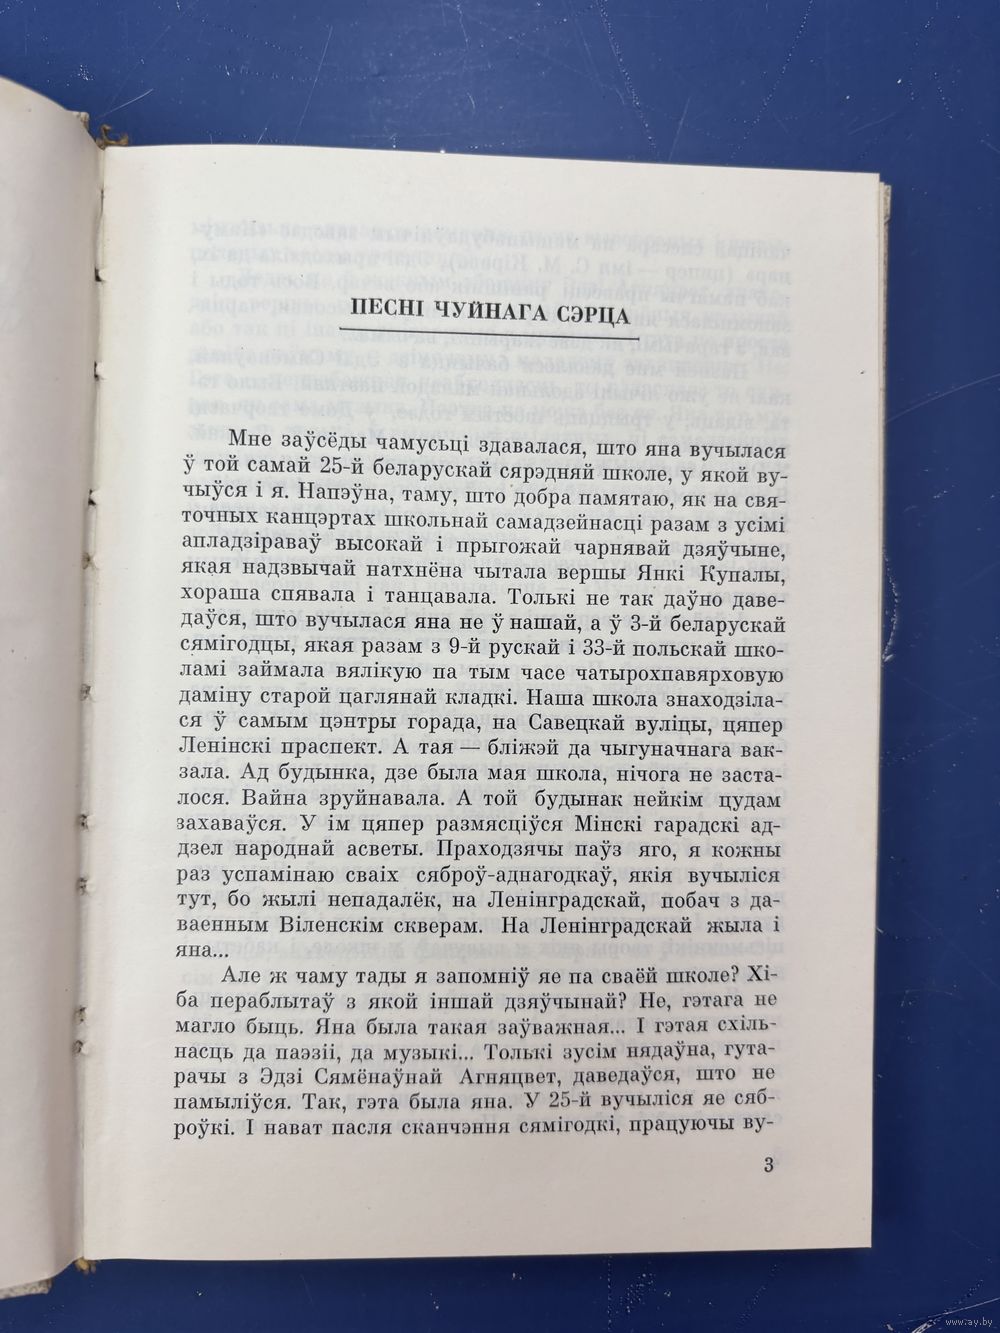 ПЕСНІ ЧУЙНАГА СЭРЦА
Мне заўсёды чамусьці здавалася, што яна вучылася
ў той самай 25-й беларускай сярэдняй школе, у якой ву-
чыўся і я. Напэўна, таму, што добра памятаю, як на свя-
точных канцэртах школьнай самадзейнасці разам з усімі
апладзіраваў высокай і прыгожай чарнявай дзяўчыне,
якая надзвычай натхнёна чытала вершы Янкі Купалы,
хораша спявала і танцавала. Толькі не так даўно даве-
даўся, што вучылася яна не ў нашай, а ў 3-й беларускай
сямігодцы, якая разам з 9-й рускай і 33-й польскай шко-
ламі займала вялікую па тым часе чатырохпавярховую
даміну старой цаглянай кладкі. Наша школа знаходзіла-
ся ў самым цэнтры горада, на Савецкай вуліцы, цяпер
Ленінскі праспект. А тая — бліжэй да чыгуначнага вак-
зала. Ад будынка, дзе была мая школа, нічога не заста-
лося. Вайна зруйнавала. А той будынак нейкім цудам
захаваўся. У ім цяпер размясціўся Мінскі гарадскі ад-
дзел народнай асветы. Праходзячы паўз яго, я кожны
раз успамінаю сваіх сяброў-аднагодкаў, якія вучыліся
тут, бо жылі непадалёк, на Ленінградскай, побач з да-
ваенным Віленскім скверам. На Ленінградскай жыла і
яна...
Але ж чаму тады я запомніў яе па сваёй школе? Хі-
ба пераблытаў з якой іншай дзяўчынай? Не, гэтага не
магло быць. Яна была такая заўважная... І гэтая схіль-
насць да паэзіі, да музыкі... Толькі зусім нядаўна, гута-
рачы з Эдзі Сямёнаўнай Агняцвет, даведаўся, што не
памыліўся. Так, гэта была яна. У 25-й вучыліся яе сяб-
роўкі. І нават пасля сканчэння сямігодкі, працуючы ву-
3
www.ay.by